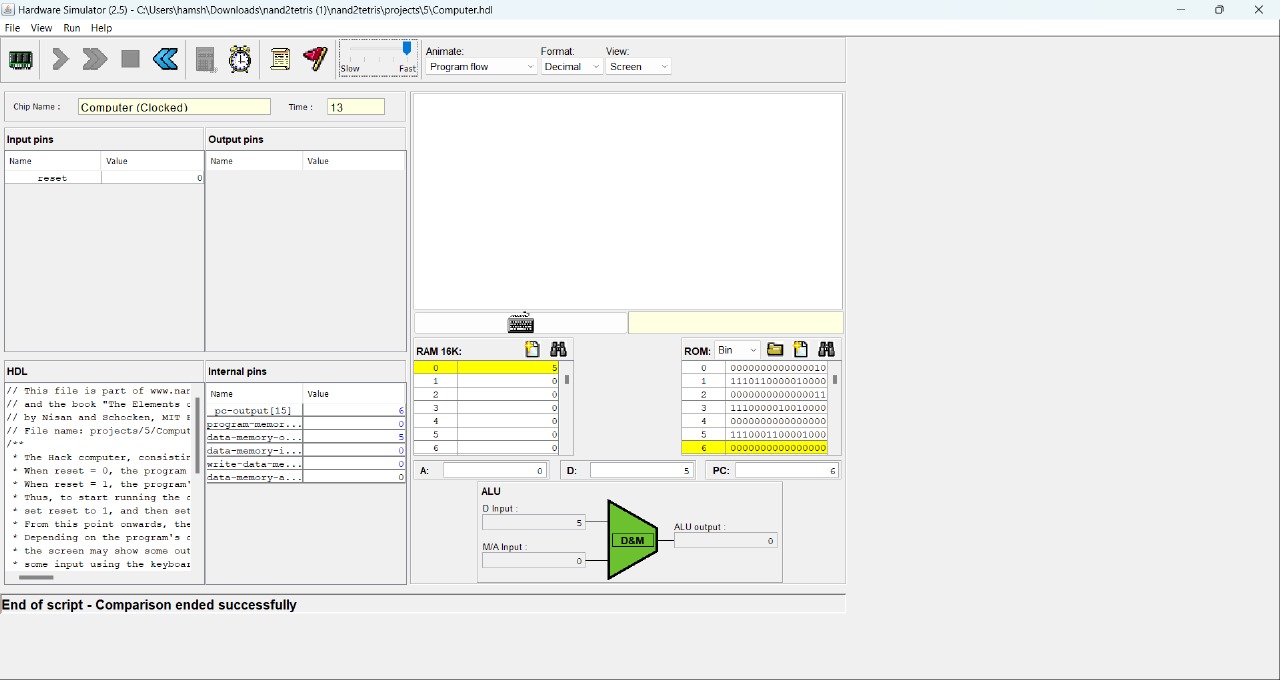 Hardware Simulator (2.5) - C:\Users\hamsh\Downloads\nand2tetris (1)\nand2tetris\projects\5\Computer.hdl
File View Run Help
Slow Fast
Animate: Format: View:
Program flow Decimal Screen
Chip Name : Computer (Clocked) Time : 13
Input pins
Name Value
reset 0
Output pins
Name Value
HDL
// This file is part of www.nan
// and the book "The Elements o
// by Nisan and Schocken, MIT P
// File name: projects/5/Comput
/**
* The Hack computer, consistin
* When reset = 0, the program
* When reset = 1, the program'
* Thus, to start running the c
* set reset to 1, and then set
* From this point onwards, the
* Depending on the program's c
* the screen may show some out
* some input using the keyboar
Internal pins
Name Value
pc-output[15] 6
program-memor... 0
data-memory-o... 5
data-memory-i... 0
write-data-me... 0
data-memory-a... 0
RAM 16K:
0 5
1 0
2 0
3 0
4 0
5 0
6 0
ROM: Bin
0 0000000000000010
1 1110110000010000
2 0000000000000011
3 1110000010010000
4 0000000000000000
5 1110001100001000
6 0000000000000000
A: 0 D: 5 PC: 6
ALU
D Input : 5
M/A Input : 0
D&M
ALU output : 0
End of script - Comparison ended successfully